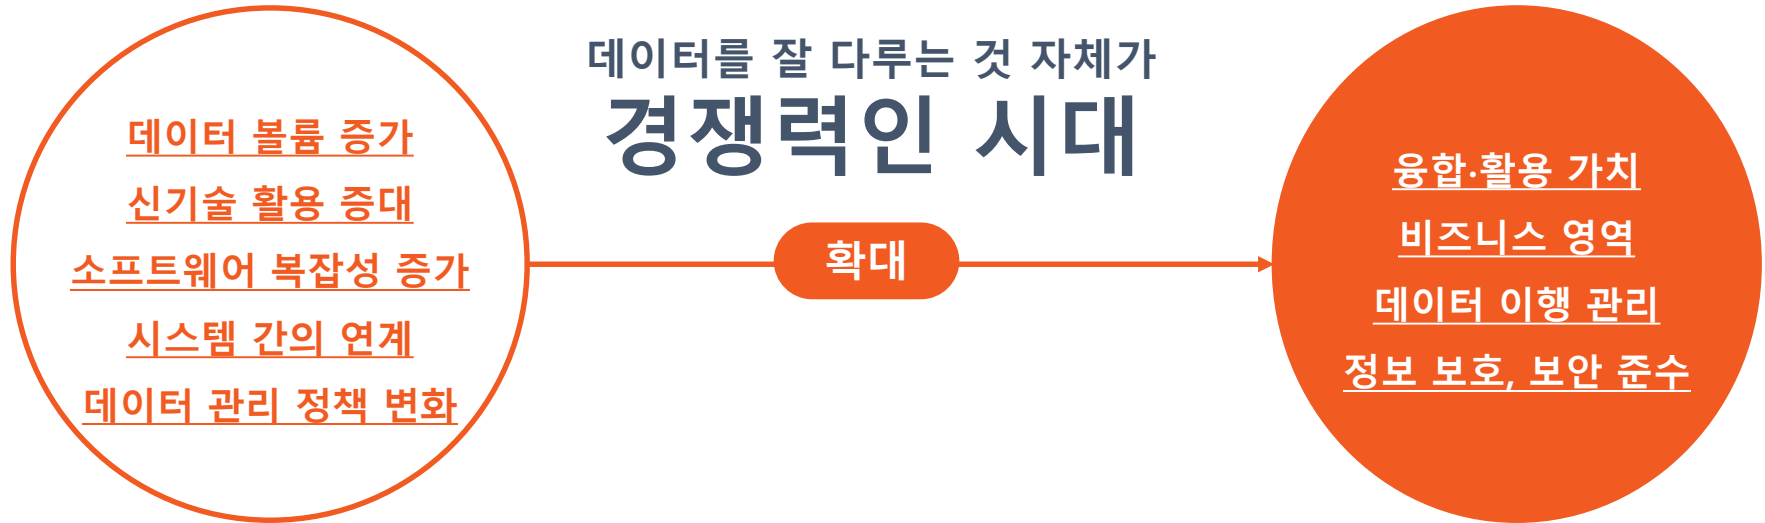 데이터를 잘 다루는 것 자체가
경쟁력인 시대
데이터 볼륨 증가
신기술 활용 증대
소프트웨어 복잡성 증가
시스템 간의 연계
데이터 관리 정책 변화
확대
융합·활용 가치
비즈니스 영역
데이터 이행 관리
정보 보호, 보안 준수